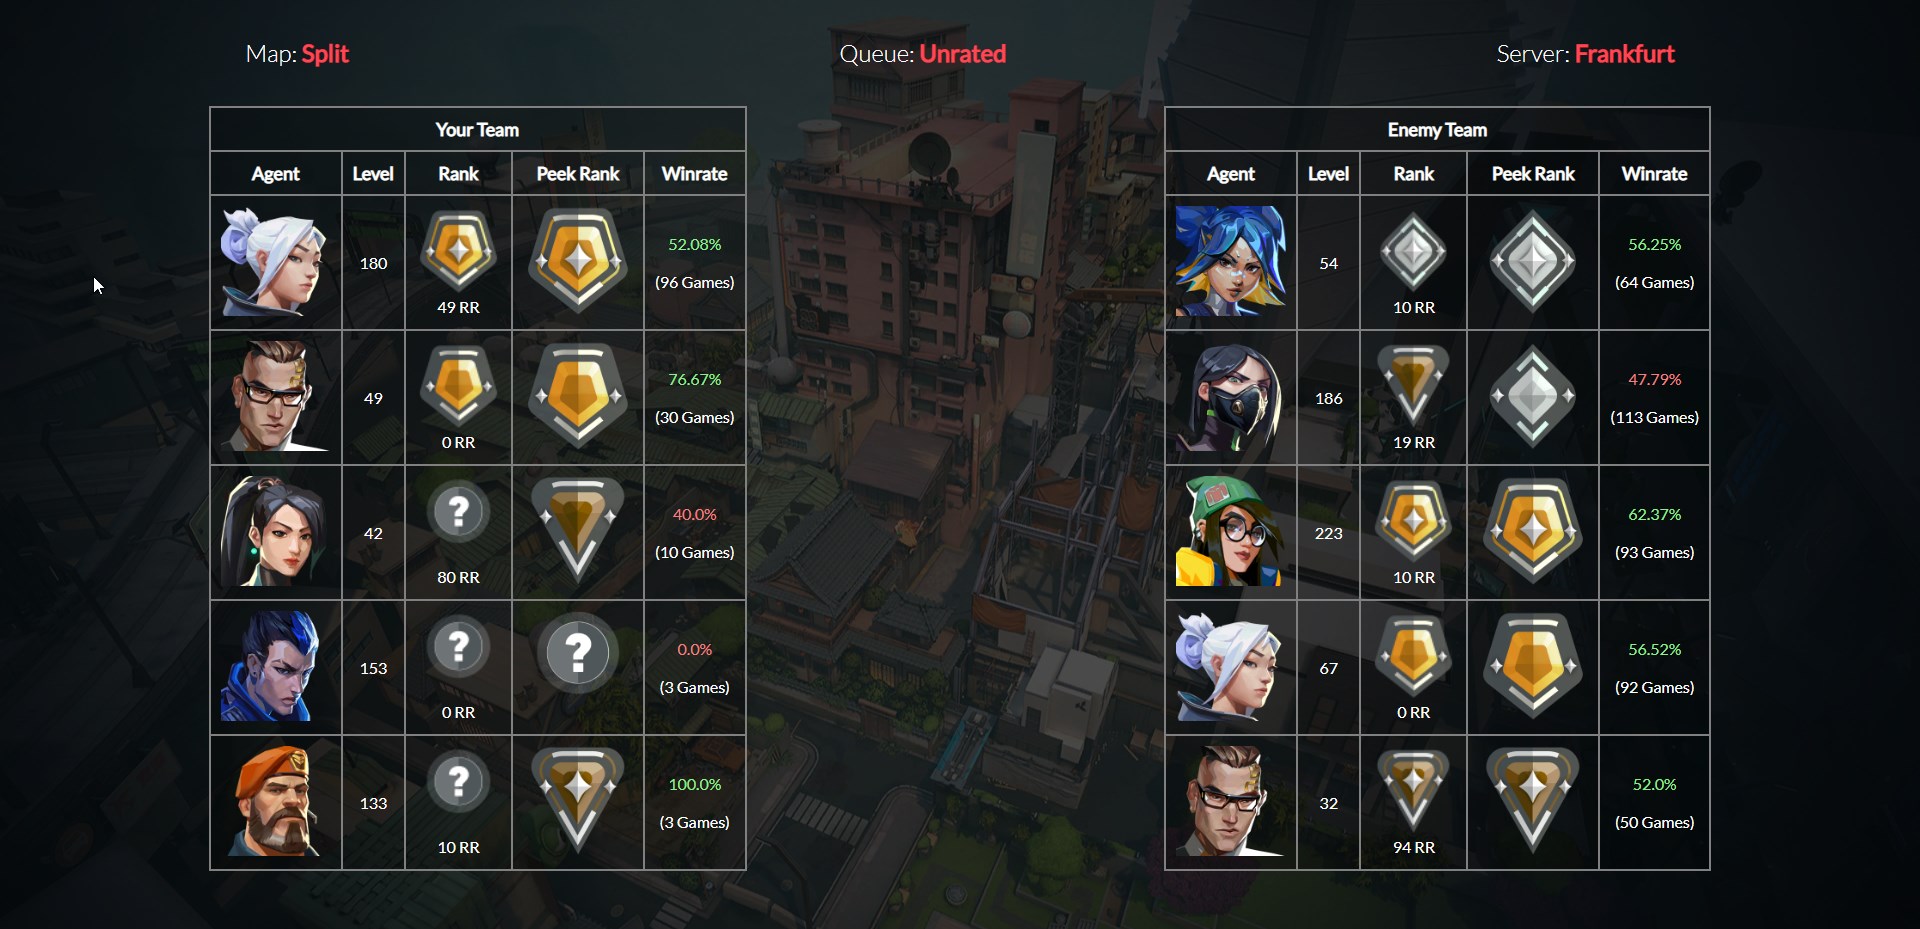 Map: Split
Queue: Unrated
Server: Frankfurt
Your Team
Agent Level Rank Peek Rank Winrate
180 49 RR 52.08% (96 Games)
49 0 RR 76.67% (30 Games)
42 ? 80 RR 40.0% (10 Games)
153 ? 0 RR ? 0.0% (3 Games)
133 ? 10 RR 100.0% (3 Games)
Enemy Team
Agent Level Rank Peek Rank Winrate
54 10 RR 56.25% (64 Games)
186 19 RR 47.79% (113 Games)
223 10 RR 62.37% (93 Games)
67 0 RR 56.52% (92 Games)
32 94 RR 52.0% (50 Games)